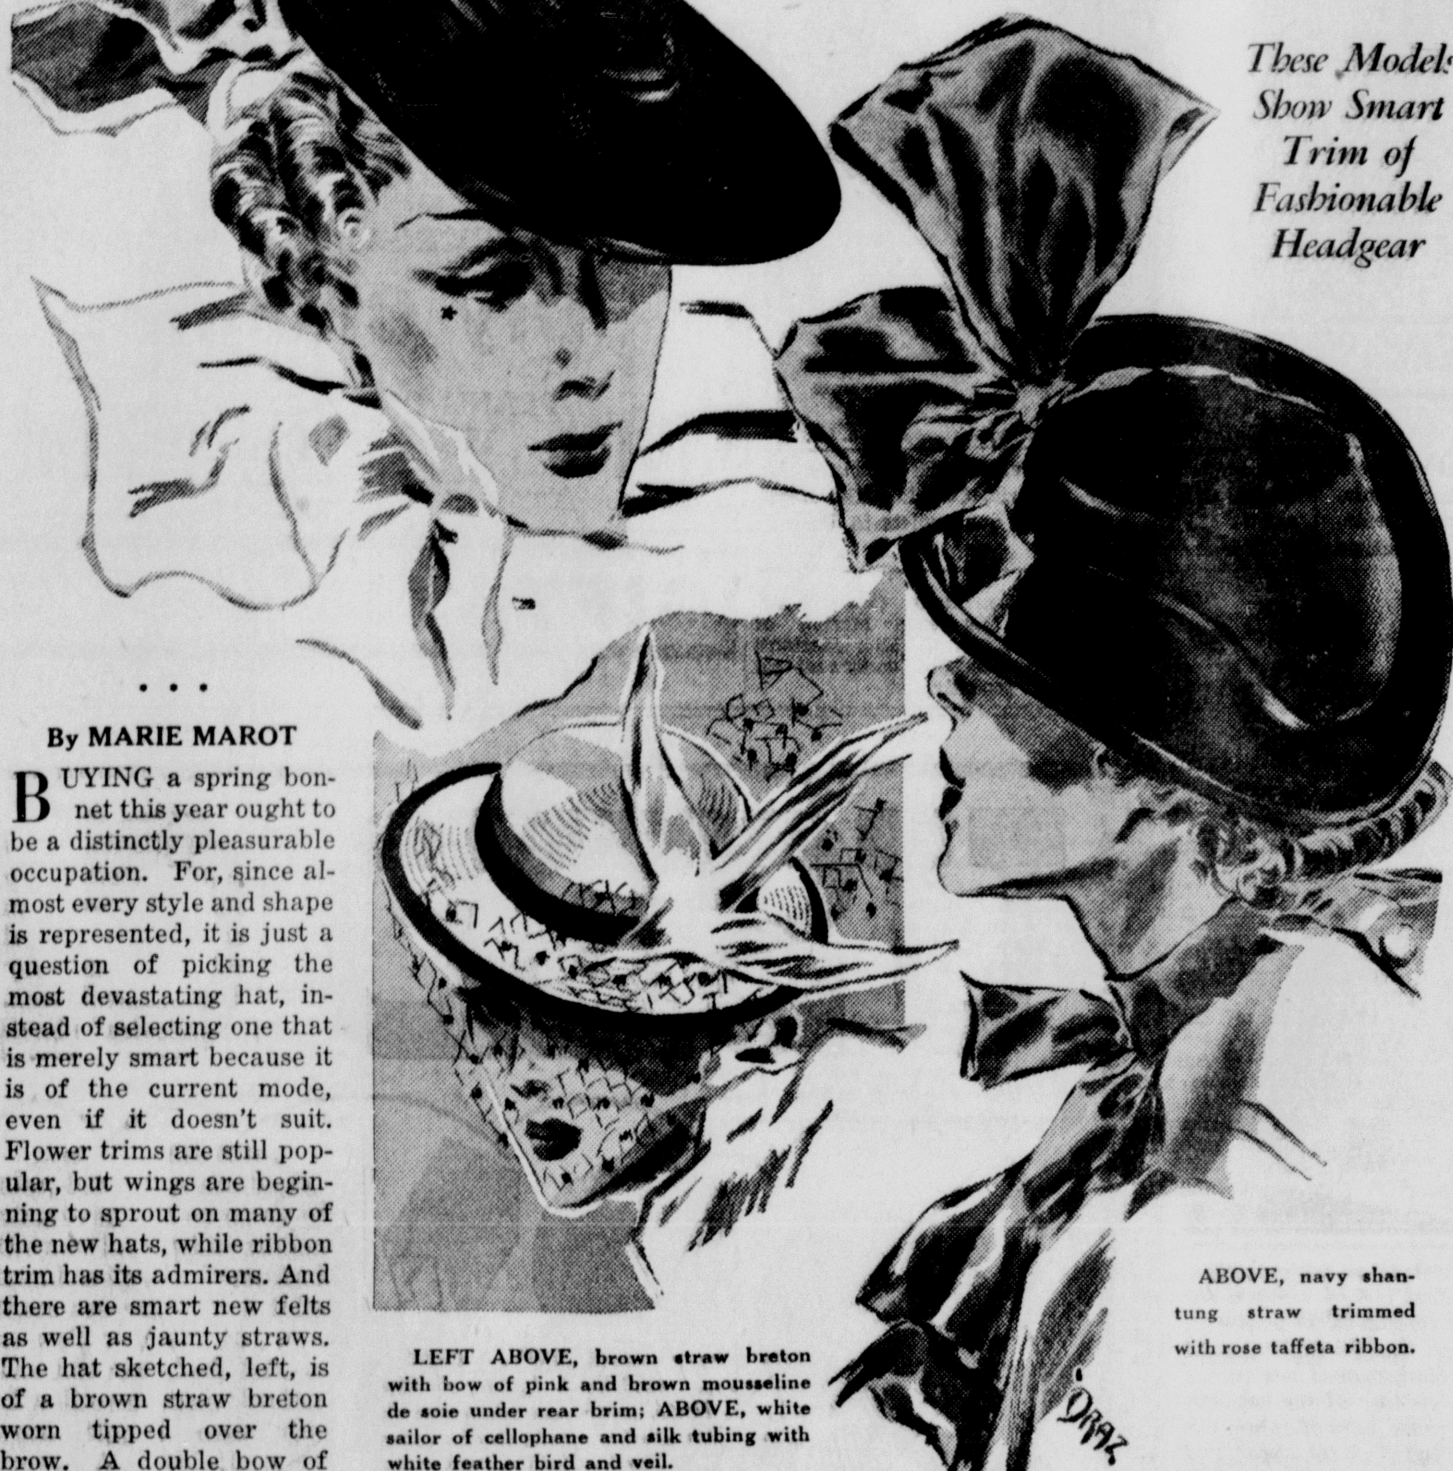 These Models
Show Smart
Trim of
Fashionable
Headgear
By MARIE MAROT
BUYING a spring bon-
net this year ought to
be a distinctly pleasurable
occupation. For, since al-
most every style and shape
is represented, it is just a
question of picking the
most devastating hat, in-
stead of selecting one that
is merely smart because it
is of the current mode,
even if it doesn't suit.
Flower trims are still pop-
ular, but wings are begin-
ning to sprout on many of
the new hats, while ribbon
trim has its admirers. And
there are smart new felts
as well as jaunty straws.
The hat sketched, left, is
of a brown straw breton
worn tipped over the
brow. A double bow of
LEFT ABOVE, brown straw breton
with bow of pink and brown mousseline
de soie under rear brim; ABOVE, white
sailor of cellophane and silk tubing with
white feather bird and veil.
ABOVE, navy shan-
tung straw trimmed
with rose taffeta ribbon.
DRAZ